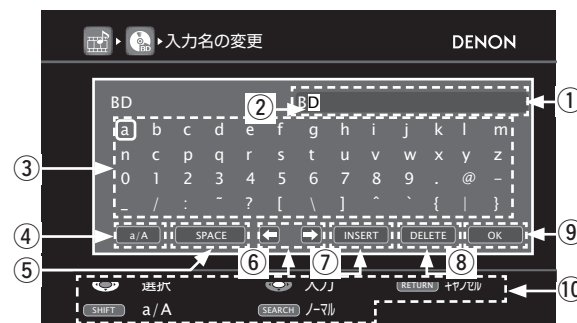 入力名の変更 DENON
BD BD
① ②
a b c d e f g h i j k l m
n c p q r s t u v w x y z
③
0 1 2 3 4 5 6 7 8 9 . @ –
_ / : ~ ? [ \ ] ^ ` { | }
④ a/A SPACE INSERT DELETE OK ⑨
⑤ ⑥ ⑦ ⑧
選択 入力 RETURN キャンセル ⑩
SHIFT a/A SEARCH ノーマル